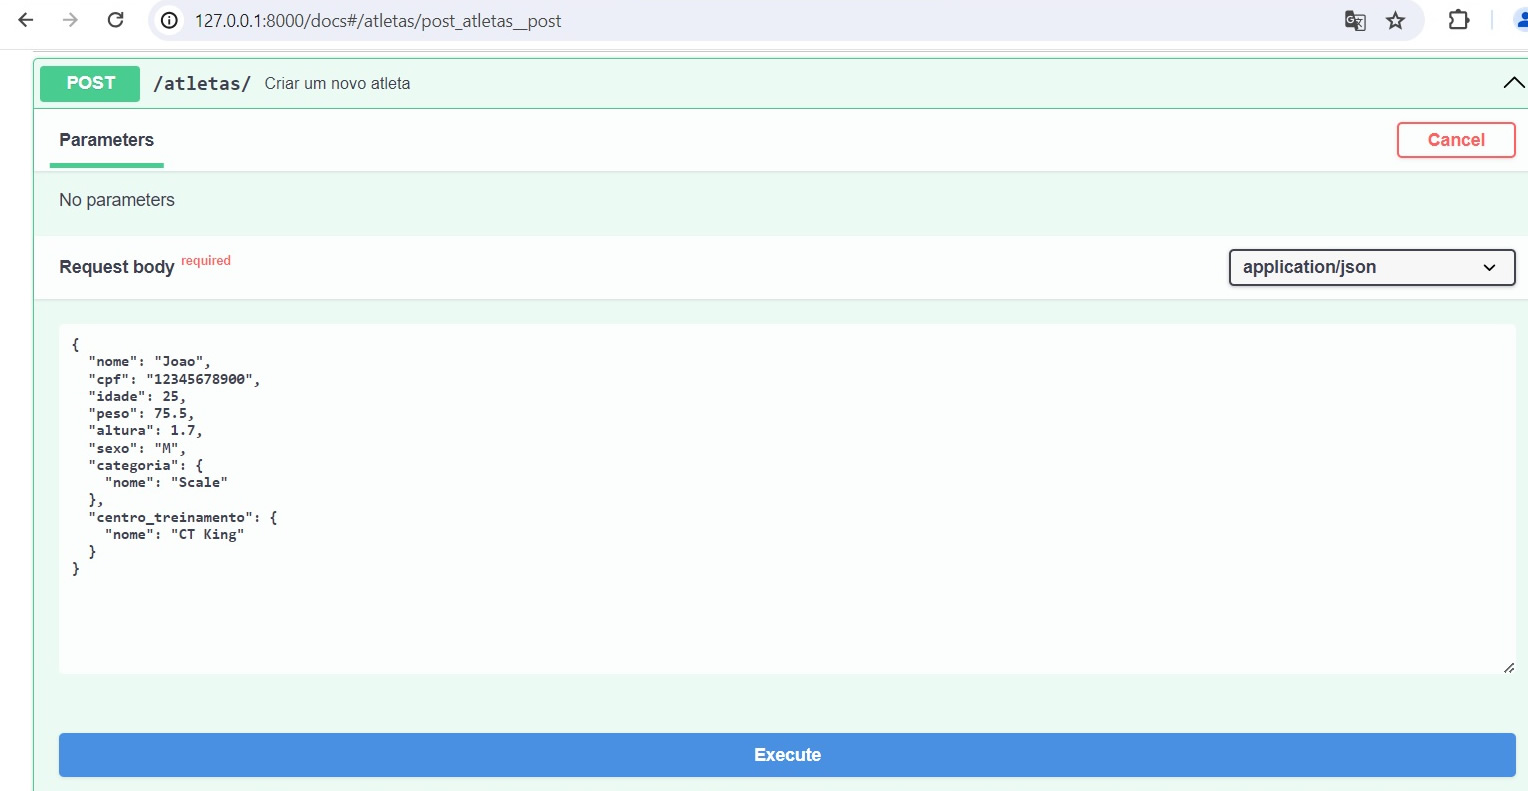 127.0.0.1:8000/docs#/atletas/post_atletas__post
POST /atletas/ Criar um novo atleta
Parameters
Cancel
No parameters
Request body required
application/json
{
  "nome": "Joao",
  "cpf": "12345678900",
  "idade": 25,
  "peso": 75.5,
  "altura": 1.7,
  "sexo": "M",
  "categoria": {
    "nome": "Scale"
  },
  "centro_treinamento": {
    "nome": "CT King"
  }
}
Execute